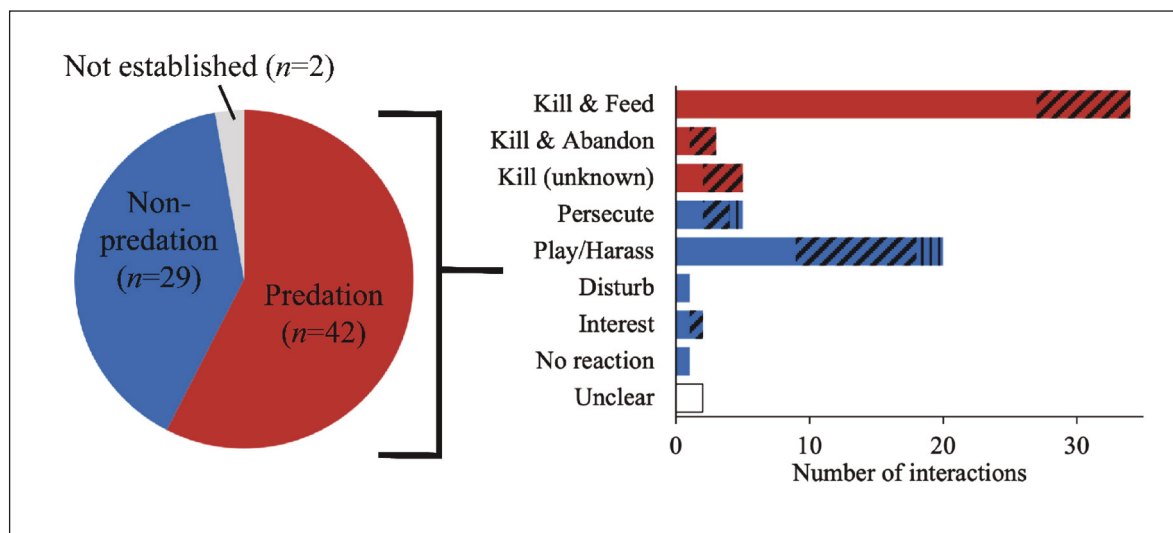 Not established (n=2)
Non-
predation
(n=29)
Predation
(n=42)
Kill & Feed
Kill & Abandon
Kill (unknown)
Persecute
Play/Harass
Disturb
Interest
No reaction
Unclear
0 10 20 30
Number of interactions